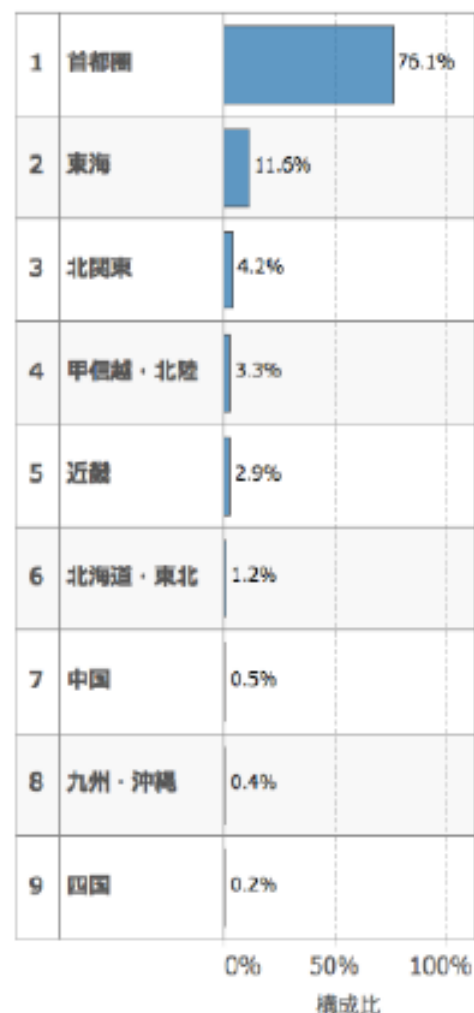 1 首都圏 76.1%
2 東海 11.6%
3 北関東 4.2%
4 甲信越・北陸 3.3%
5 近畿 2.9%
6 北海道・東北 1.2%
7 中国 0.5%
8 九州・沖縄 0.4%
9 四国 0.2%
0% 50% 100%
構成比